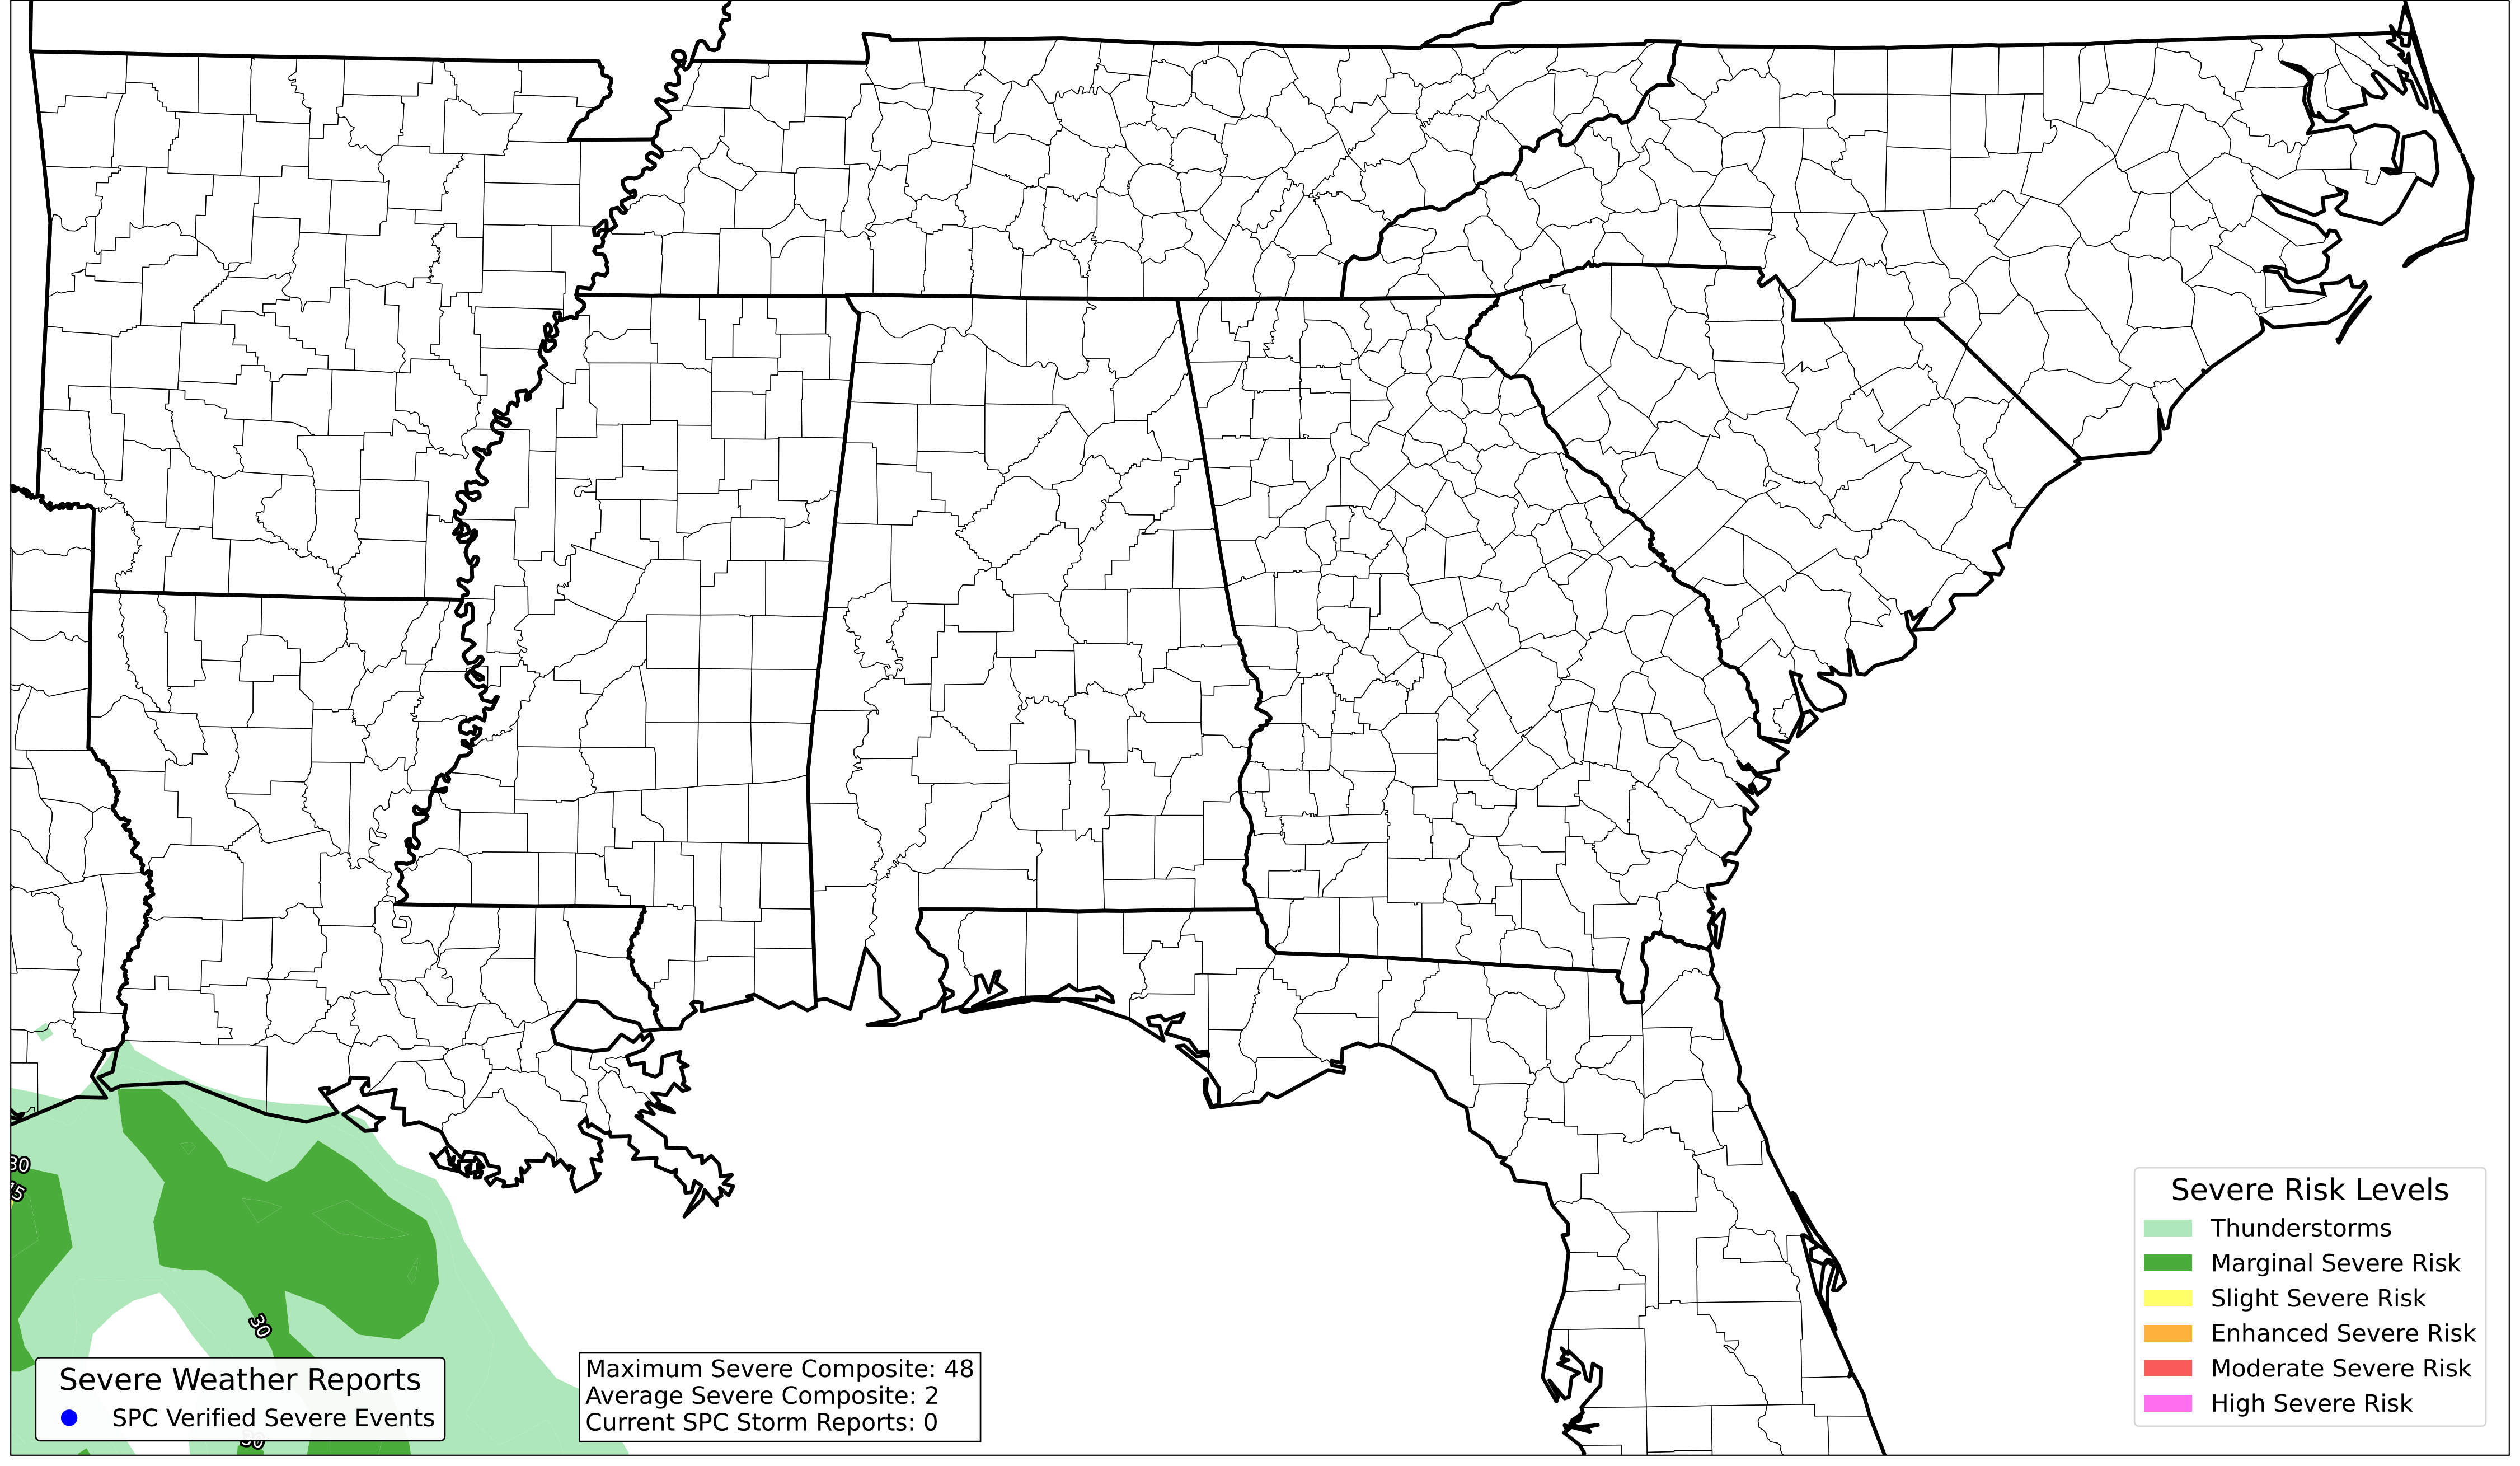 30
45
30
30
Severe Weather Reports
SPC Verified Severe Events
Maximum Severe Composite: 48
Average Severe Composite: 2
Current SPC Storm Reports: 0
Severe Risk Levels
Thunderstorms
Marginal Severe Risk
Slight Severe Risk
Enhanced Severe Risk
Moderate Severe Risk
High Severe Risk